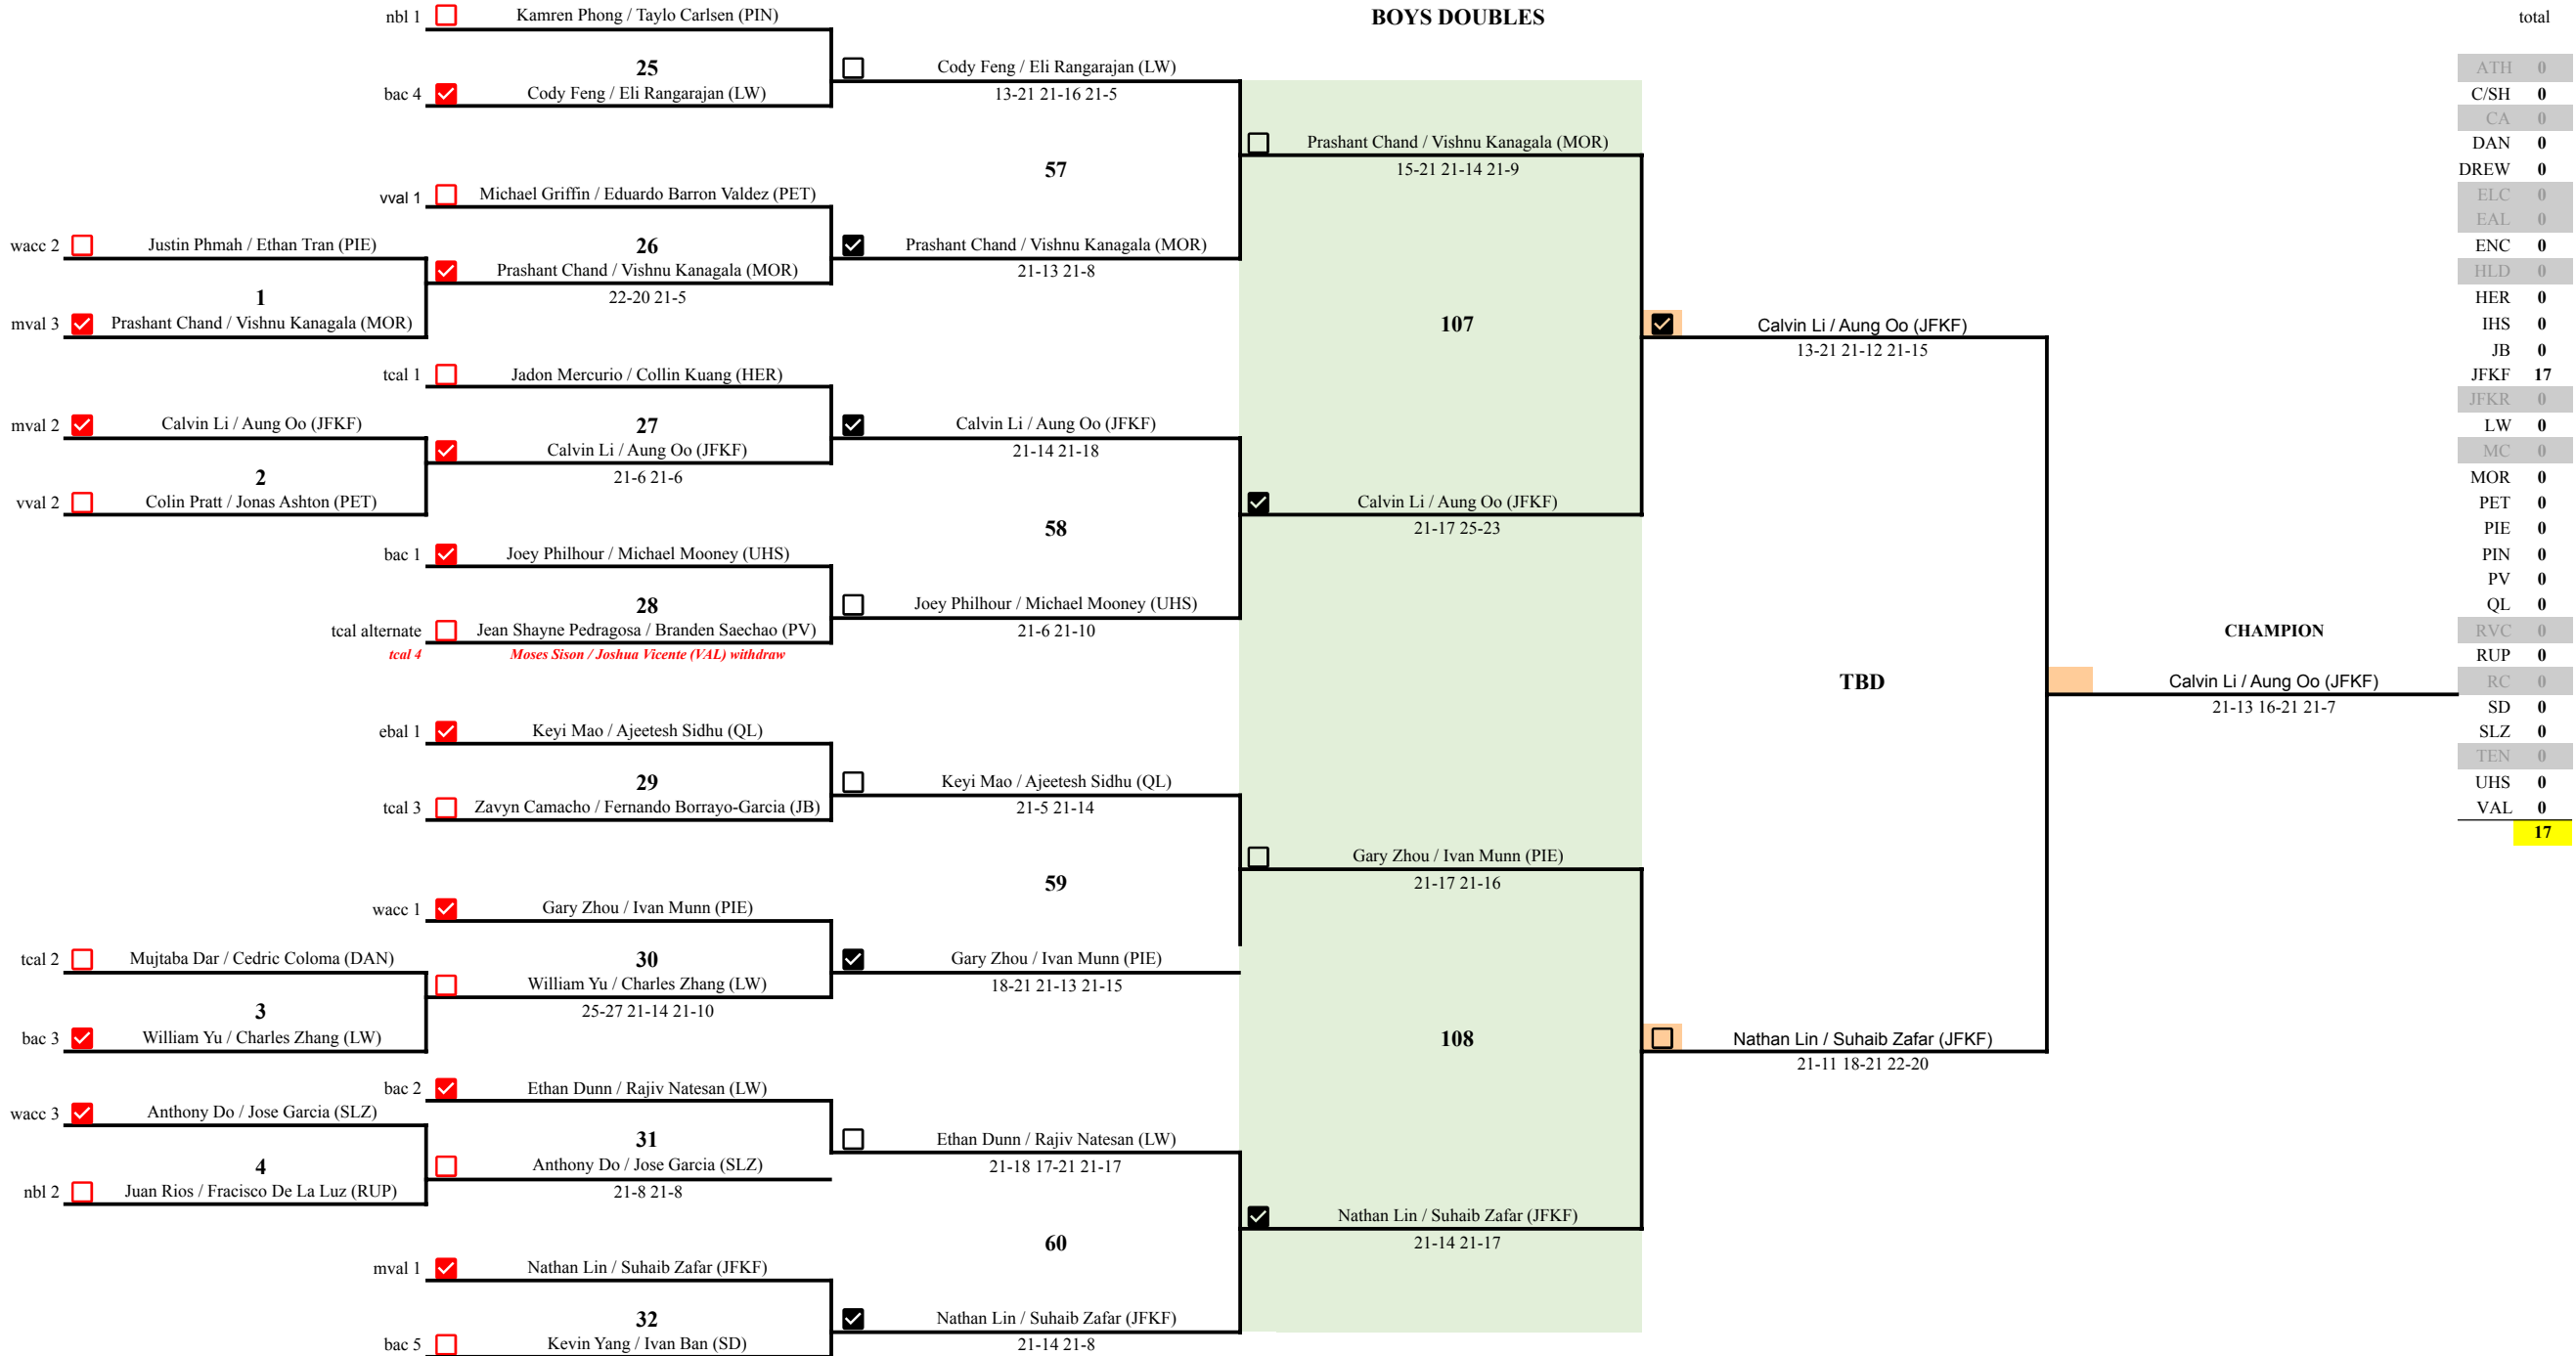 BOYS DOUBLES
nbl 1 Kamren Phong / Taylo Carlsen (PIN)
25
bac 4 Cody Feng / Eli Rangarajan (LW)
Cody Feng / Eli Rangarajan (LW)
13-21 21-16 21-5
57
vval 1 Michael Griffin / Eduardo Barron Valdez (PET)
wacc 2 Justin Phmah / Ethan Tran (PIE)
1
mval 3 Prashant Chand / Vishnu Kanagala (MOR)
26
Prashant Chand / Vishnu Kanagala (MOR)
22-20 21-5
Prashant Chand / Vishnu Kanagala (MOR)
21-13 21-8
Prashant Chand / Vishnu Kanagala (MOR)
15-21 21-14 21-9
107
tcal 1 Jadon Mercurio / Collin Kuang (HER)
27
mval 2 Calvin Li / Aung Oo (JFKF)
2
vval 2 Colin Pratt / Jonas Ashton (PET)
Calvin Li / Aung Oo (JFKF)
21-6 21-6
Calvin Li / Aung Oo (JFKF)
21-14 21-18
58
bac 1 Joey Philhour / Michael Mooney (UHS)
28
tcal alternate Jean Shayne Pedragosa / Branden Saechao (PV)
tcal 4 Moses Sison / Joshua Vicente (VAL) withdraw
Joey Philhour / Michael Mooney (UHS)
21-6 21-10
Calvin Li / Aung Oo (JFKF)
21-17 25-23
Calvin Li / Aung Oo (JFKF)
13-21 21-12 21-15
TBD
ebal 1 Keyi Mao / Ajeetesh Sidhu (QL)
29
tcal 3 Zavyn Camacho / Fernando Borrayo-Garcia (JB)
Keyi Mao / Ajeetesh Sidhu (QL)
21-5 21-14
59
wacc 1 Gary Zhou / Ivan Munn (PIE)
30
tcal 2 Mujtaba Dar / Cedric Coloma (DAN)
3
bac 3 William Yu / Charles Zhang (LW)
William Yu / Charles Zhang (LW)
25-27 21-14 21-10
Gary Zhou / Ivan Munn (PIE)
18-21 21-13 21-15
Gary Zhou / Ivan Munn (PIE)
21-17 21-16
108
bac 2 Ethan Dunn / Rajiv Natesan (LW)
31
wacc 3 Anthony Do / Jose Garcia (SLZ)
4
nbl 2 Juan Rios / Fracisco De La Luz (RUP)
Anthony Do / Jose Garcia (SLZ)
21-8 21-8
Ethan Dunn / Rajiv Natesan (LW)
21-18 17-21 21-17
60
mval 1 Nathan Lin / Suhaib Zafar (JFKF)
32
bac 5 Kevin Yang / Ivan Ban (SD)
Nathan Lin / Suhaib Zafar (JFKF)
21-14 21-8
Nathan Lin / Suhaib Zafar (JFKF)
21-14 21-17
Nathan Lin / Suhaib Zafar (JFKF)
21-11 18-21 22-20
CHAMPION
Calvin Li / Aung Oo (JFKF)
21-13 16-21 21-7
total
ATH 0
C/SH 0
CA 0
DAN 0
DREW 0
ELC 0
EAL 0
ENC 0
HLD 0
HER 0
IHS 0
JB 0
JFKF 17
JFKR 0
LW 0
MC 0
MOR 0
PET 0
PIE 0
PIN 0
PV 0
QL 0
RVC 0
RUP 0
RC 0
SD 0
SLZ 0
TEN 0
UHS 0
VAL 0
17